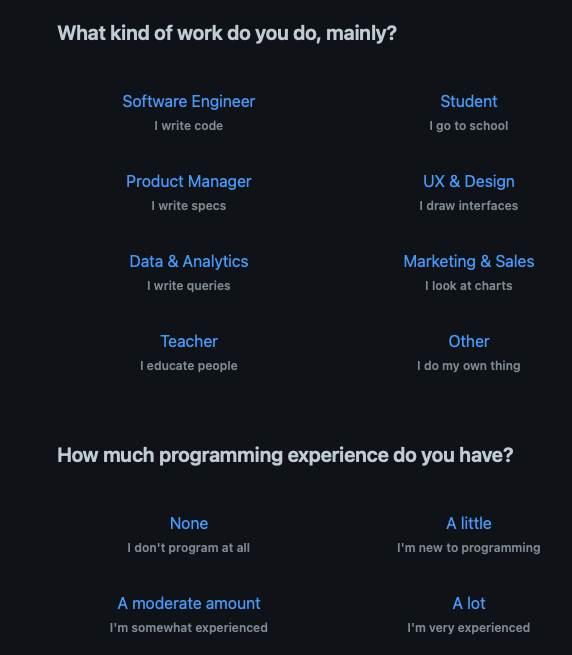 What kind of work do you do, mainly?
Software Engineer
I write code
Student
I go to school
Product Manager
I write specs
UX & Design
I draw interfaces
Data & Analytics
I write queries
Marketing & Sales
I look at charts
Teacher
I educate people
Other
I do my own thing
How much programming experience do you have?
None
I don't program at all
A little
I'm new to programming
A moderate amount
I'm somewhat experienced
A lot
I'm very experienced